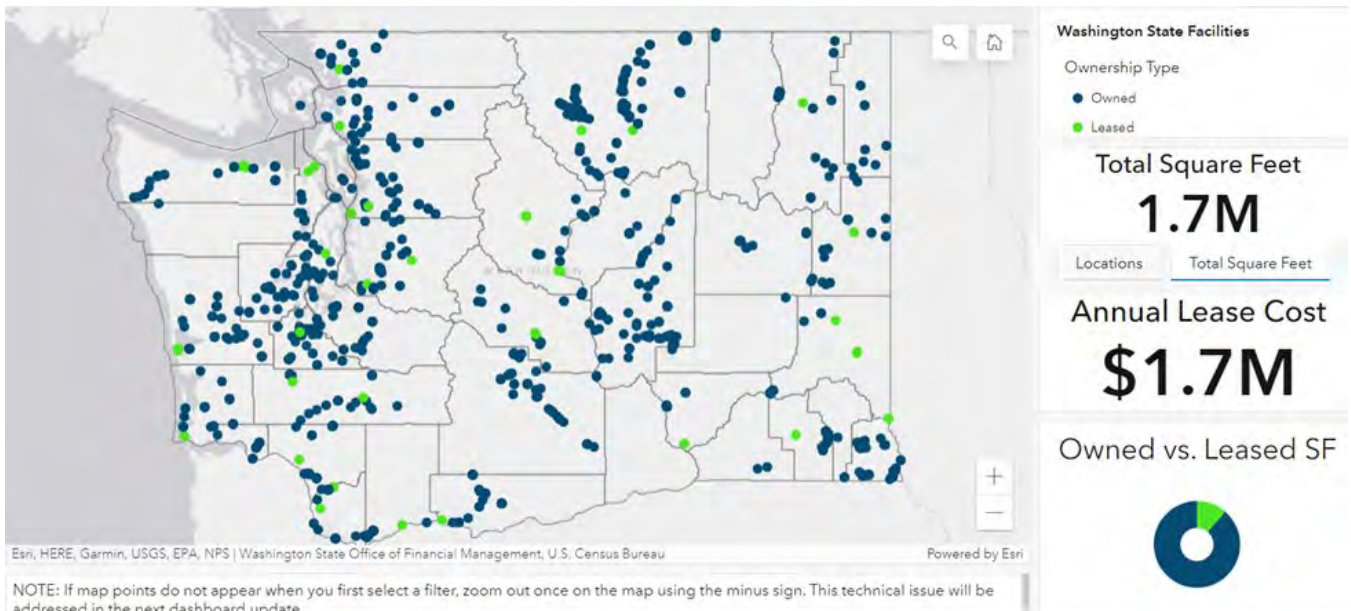 WASHINGTON
Esri, HERE, Garmin, USGS, EPA, NPS | Washington State Office of Financial Management, U.S. Census Bureau
Powered by Esri
NOTE: If map points do not appear when you first select a filter, zoom out once on the map using the minus sign. This technical issue will be
addressed in the next dashboard update.
Washington State Facilities
Ownership Type
Owned
Leased
Total Square Feet
1.7M
Locations Total Square Feet
Annual Lease Cost
$1.7M
Owned vs. Leased SF